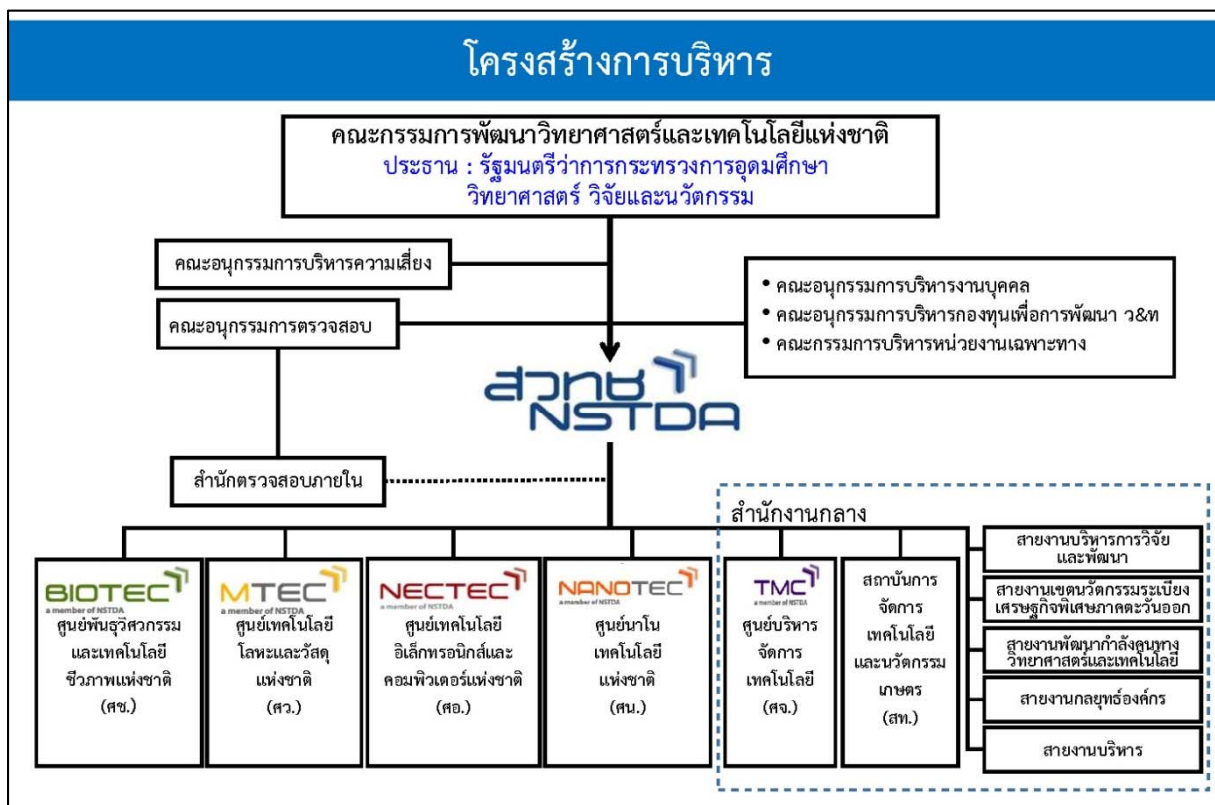 โครงสร้างการบริหาร
คณะกรรมการพัฒนาวิทยาศาสตร์และเทคโนโลยีแห่งชาติ
ประธาน : รัฐมนตรีว่าการกระทรวงการอุดมศึกษา
วิทยาศาสตร์ วิจัยและนวัตกรรม
คณะอนุกรรมการบริหารความเสี่ยง
คณะอนุกรรมการตรวจสอบ
• คณะอนุกรรมการบริหารงานบุคคล
• คณะอนุกรรมการบริหารกองทุนเพื่อการพัฒนา ว&ท
• คณะกรรมการบริหารหน่วยงานเฉพาะทาง
สวทช
NSTDA
สำนักตรวจสอบภายใน
สำนักงานกลาง
BIOTEC
a member of NSTDA
ศูนย์พันธุวิศวกรรม
และเทคโนโลยี
ชีวภาพแห่งชาติ
(ศช.)
MTEC
a member of NSTDA
ศูนย์เทคโนโลยี
โลหะและวัสดุ
แห่งชาติ
(ศว.)
NECTEC
a member of NSTDA
ศูนย์เทคโนโลยี
อิเล็กทรอนิกส์และ
คอมพิวเตอร์แห่งชาติ
(ศอ.)
NANOTEC
a member of NSTDA
ศูนย์นาโน
เทคโนโลยี
แห่งชาติ
(ศน.)
TMC
a member of NSTDA
ศูนย์บริหาร
จัดการ
เทคโนโลยี
(ศจ.)
สถาบันการ
จัดการ
เทคโนโลยี
และนวัตกรรม
เกษตร
(สท.)
สายงานบริหารการวิจัย
และพัฒนา
สายงานเขตนวัตกรรมระเบียง
เศรษฐกิจพิเศษภาคตะวันออก
สายงานพัฒนากำลังคนทาง
วิทยาศาสตร์และเทคโนโลยี
สายงานกลยุทธ์องค์กร
สายงานบริหาร